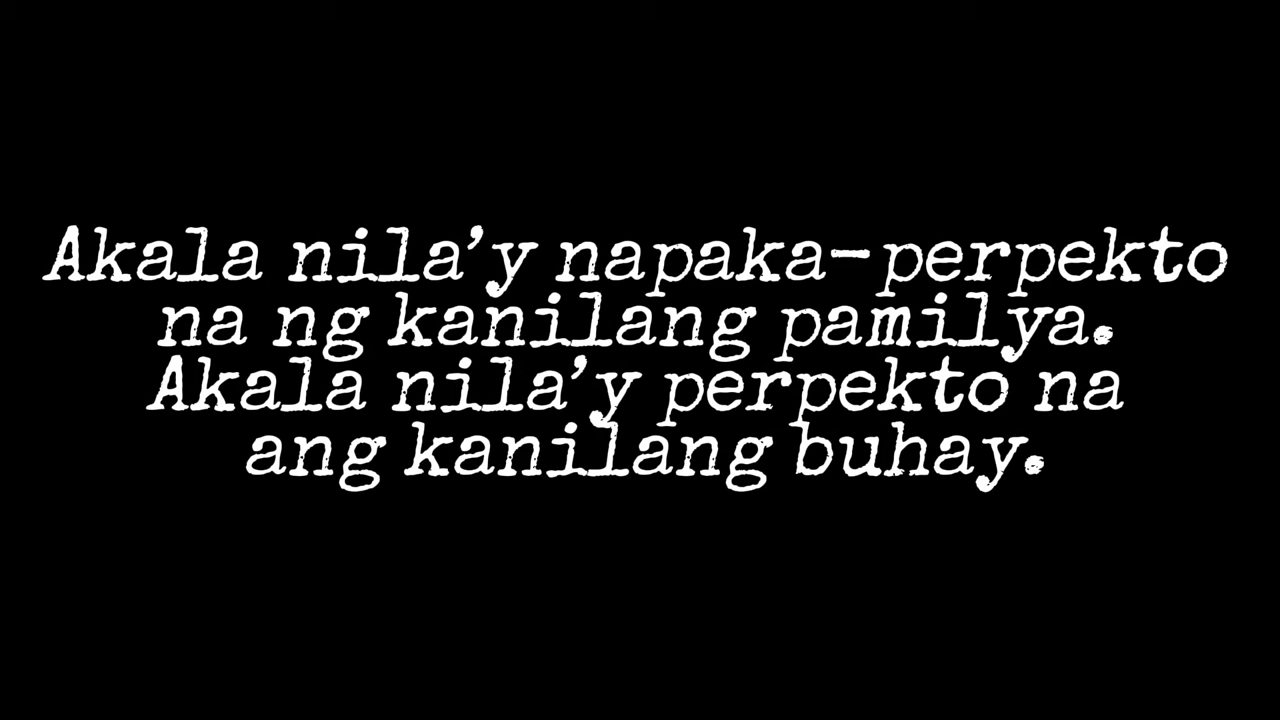 Akala nila’y napaka-perpekto
na ng kanilang pamilya.
Akala nila’y perpekto na
ang kanilang buhay.